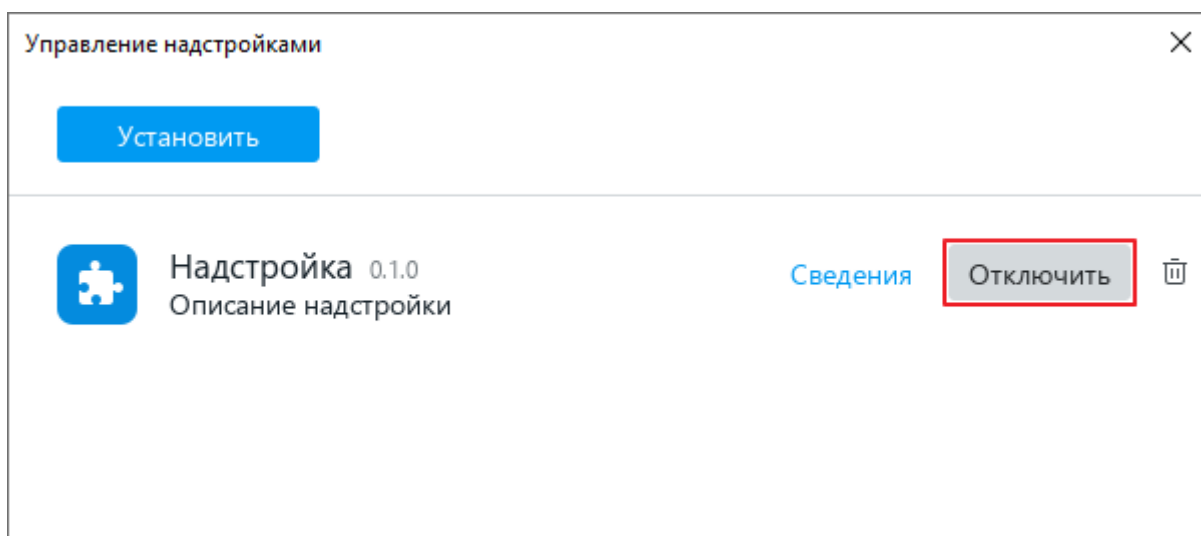 Управление надстройками
Установить
Надстройка 0.1.0
Сведения Отключить
Описание надстройки